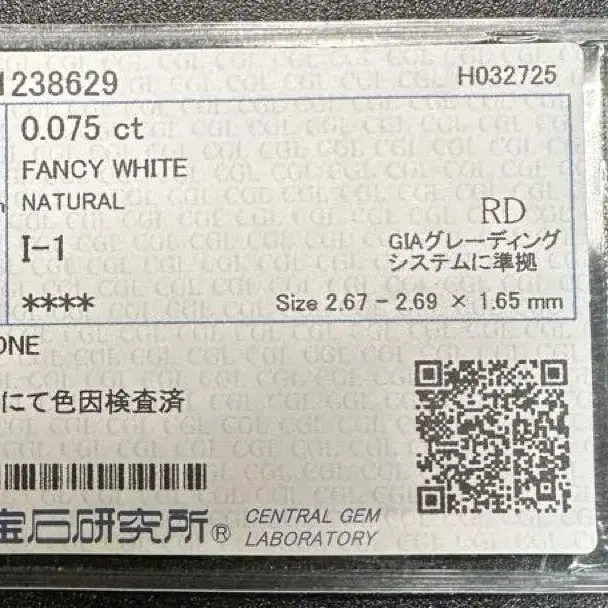 1238629
H032725
0.075 ct
FANCY WHITE
NATURAL
I-1
RD
GIAグレーディング
システムに準拠
****
Size 2.67 - 2.69 × 1.65 mm
ONE
にて色因検査済
宝石研究所®
CENTRAL GEM
LABORATORY